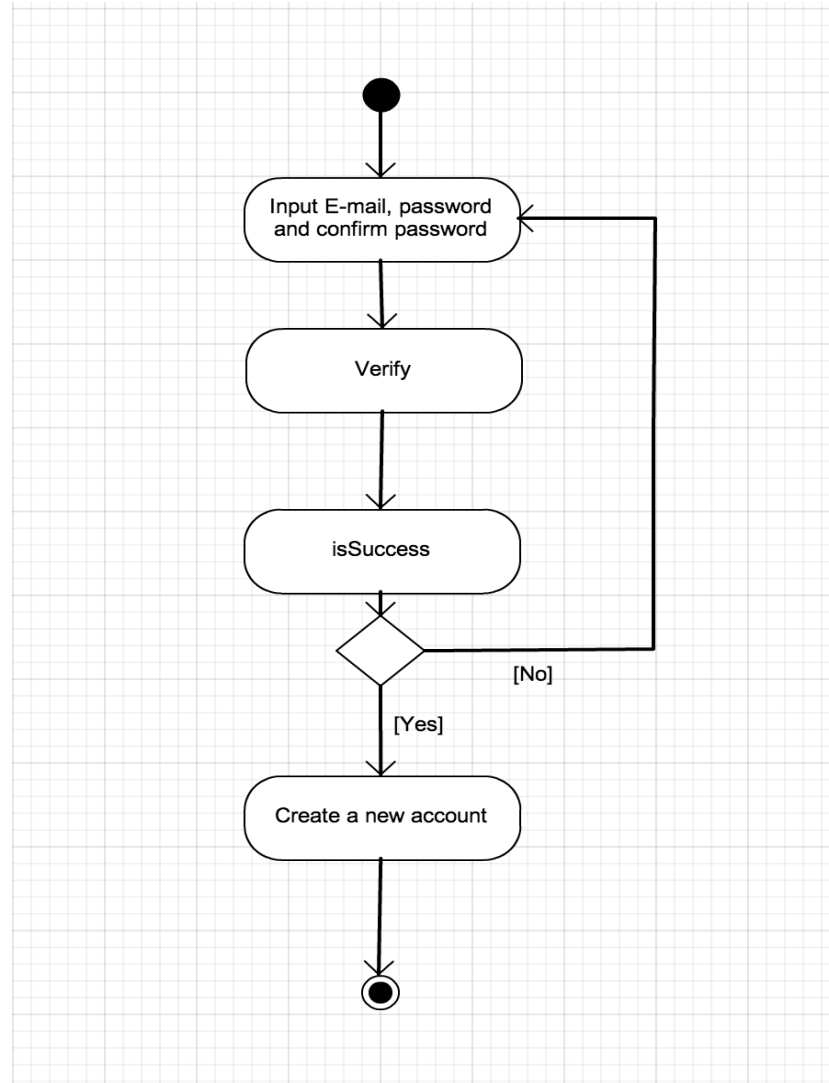 Input E-mail, password
and confirm password
Verify
isSuccess
[No]
[Yes]
Create a new account